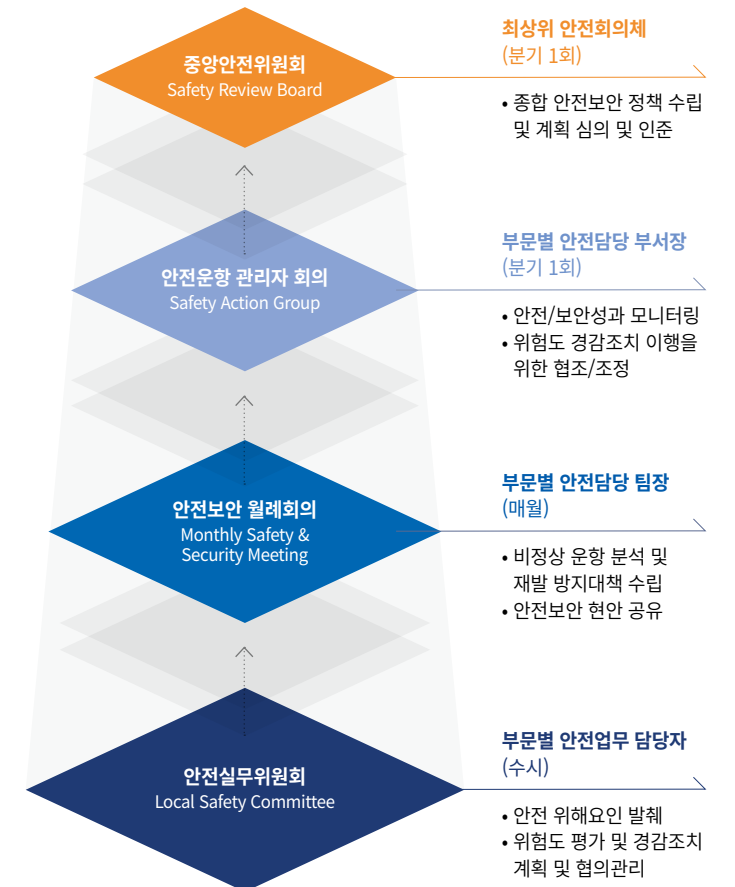 중앙안전위원회
Safety Review Board
최상위 안전회의체
(분기 1회)
• 종합 안전보안 정책 수립
및 계획 심의 및 인준
안전운항 관리자 회의
Safety Action Group
부문별 안전담당 부서장
(분기 1회)
• 안전/보안성과 모니터링
• 위험도 경감조치 이행을
위한 협조/조정
안전보안 월례회의
Monthly Safety &
Security Meeting
부문별 안전담당 팀장
(매월)
• 비정상 운항 분석 및
재발 방지대책 수립
• 안전보안 현안 공유
안전실무위원회
Local Safety Committee
부문별 안전업무 담당자
(수시)
• 안전 위해요인 발췌
• 위험도 평가 및 경감조치
계획 및 협의관리